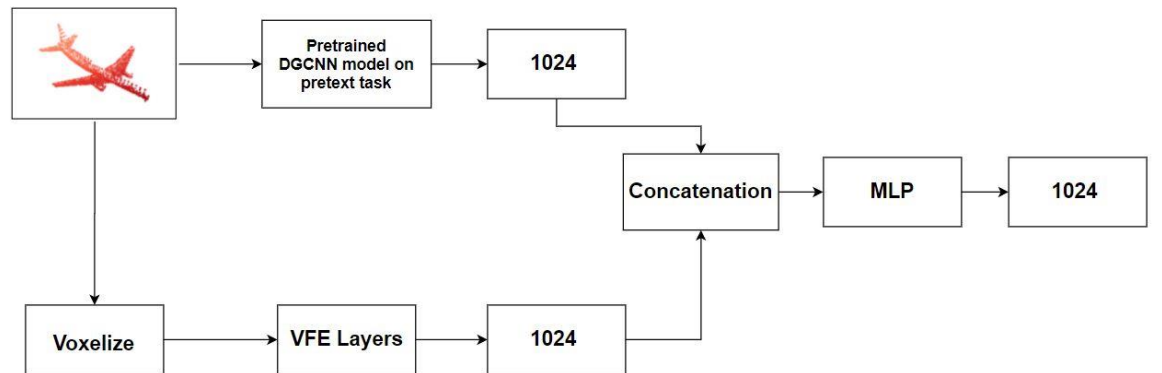 Pretrained
DGCNN model on
pretext task
1024
Concatenation
MLP
1024
Voxelize
VFE Layers
1024